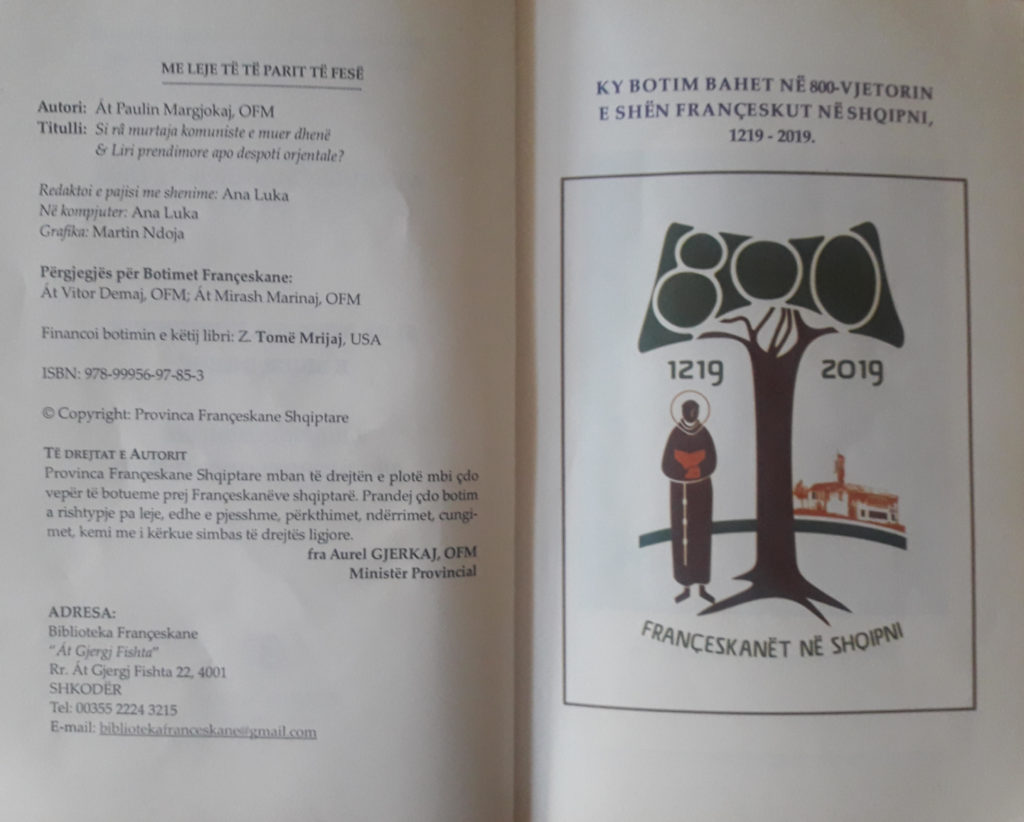 ME LEJE TË TË PARIT TË FESË
Autori: Át Paulin Margjokaj, OFM
Titulli: Si râ murtaja komuniste e muer dhenë
& Liri prendimore apo despoti orjentale?
Redaktoi e pajisi me shenime: Ana Luka
Në kompjuter: Ana Luka
Grafika: Martin Ndoja
Përgjegjës për Botimet Françeskane:
Át Vitor Demaj, OFM; Át Mirash Marinaj, OFM
Financoi botimin e këtij libri: Z. Tomë Mrijaj, USA
ISBN: 978-99956-97-85-3
© Copyright: Provinca Françeskane Shqiptare
TË DREJTAT E AUTORIT
Provinca Françeskane Shqiptare mban të drejtën e plotë mbi çdo
vepër të botueme prej Françeskanëve shqiptarë. Prandej çdo botim
a rishtypje pa leje, edhe e pjesshme, përkthimet, ndërrimet, cungi-
met, kemi me i kërkue simbas të drejtës ligjore.
fra Aurel GJERKAJ, OFM
Ministër Provincial
ADRESA:
Biblioteka Françeskane
"Át Gjergj Fishta"
Rr. Át Gjergj Fishta 22, 4001
SHKODËR
Tel: 00355 2224 3215
E-mail: bibliotekafranceskane@gmail.com
KY BOTIM BAHET NË 800-VJETORIN
E SHËN FRANÇESKUT NË SHQIPNI,
1219 - 2019.
800
1219 2019
FRANÇESKANËT NË SHQIPNI